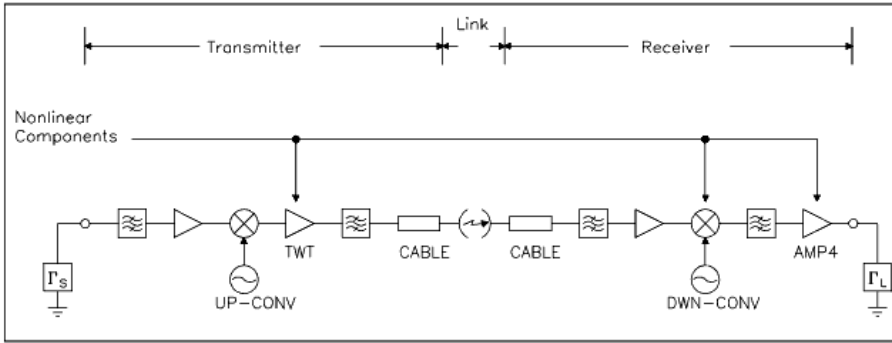 Link
Transmitter
Receiver
Nonlinear
Components
TWT
CABLE
CABLE
AMP4
ΓS
ΓL
UP-CONV
DWN-CONV